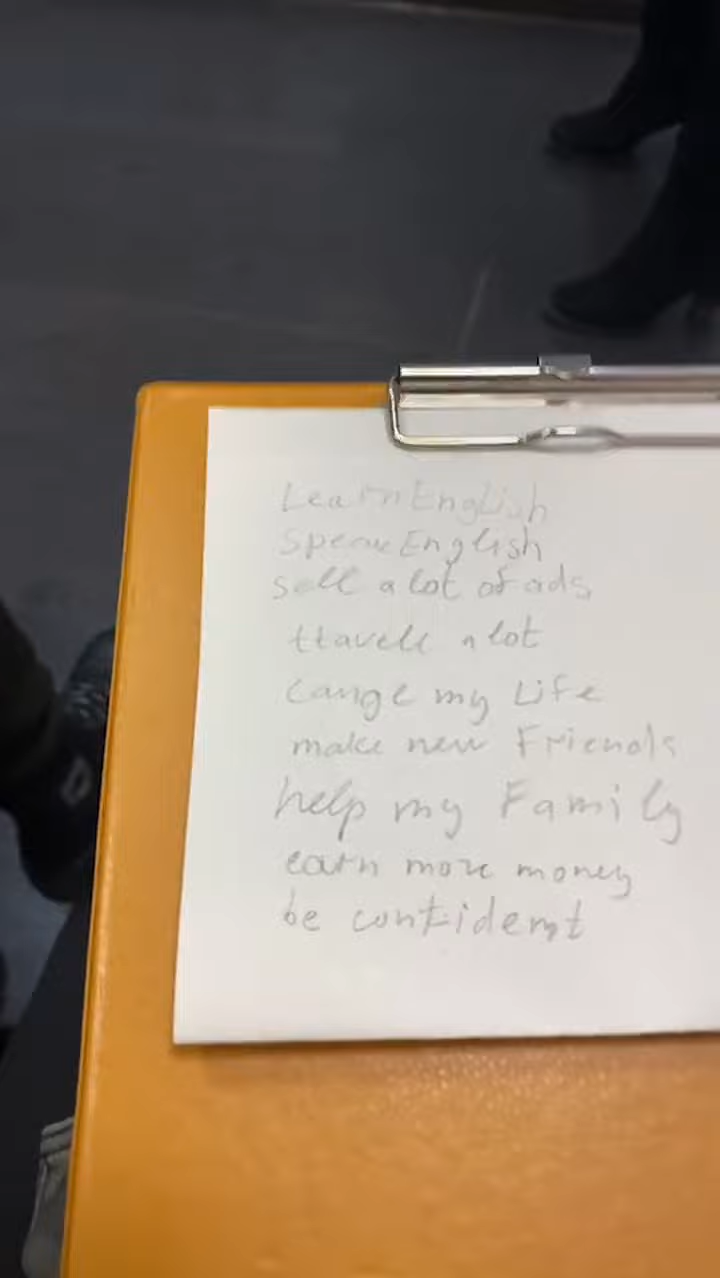 Learn English
Speak English
sell a lot of ads
travell a lot
cange my Life
make new Friends
help my Family
earn more money
be confidemt